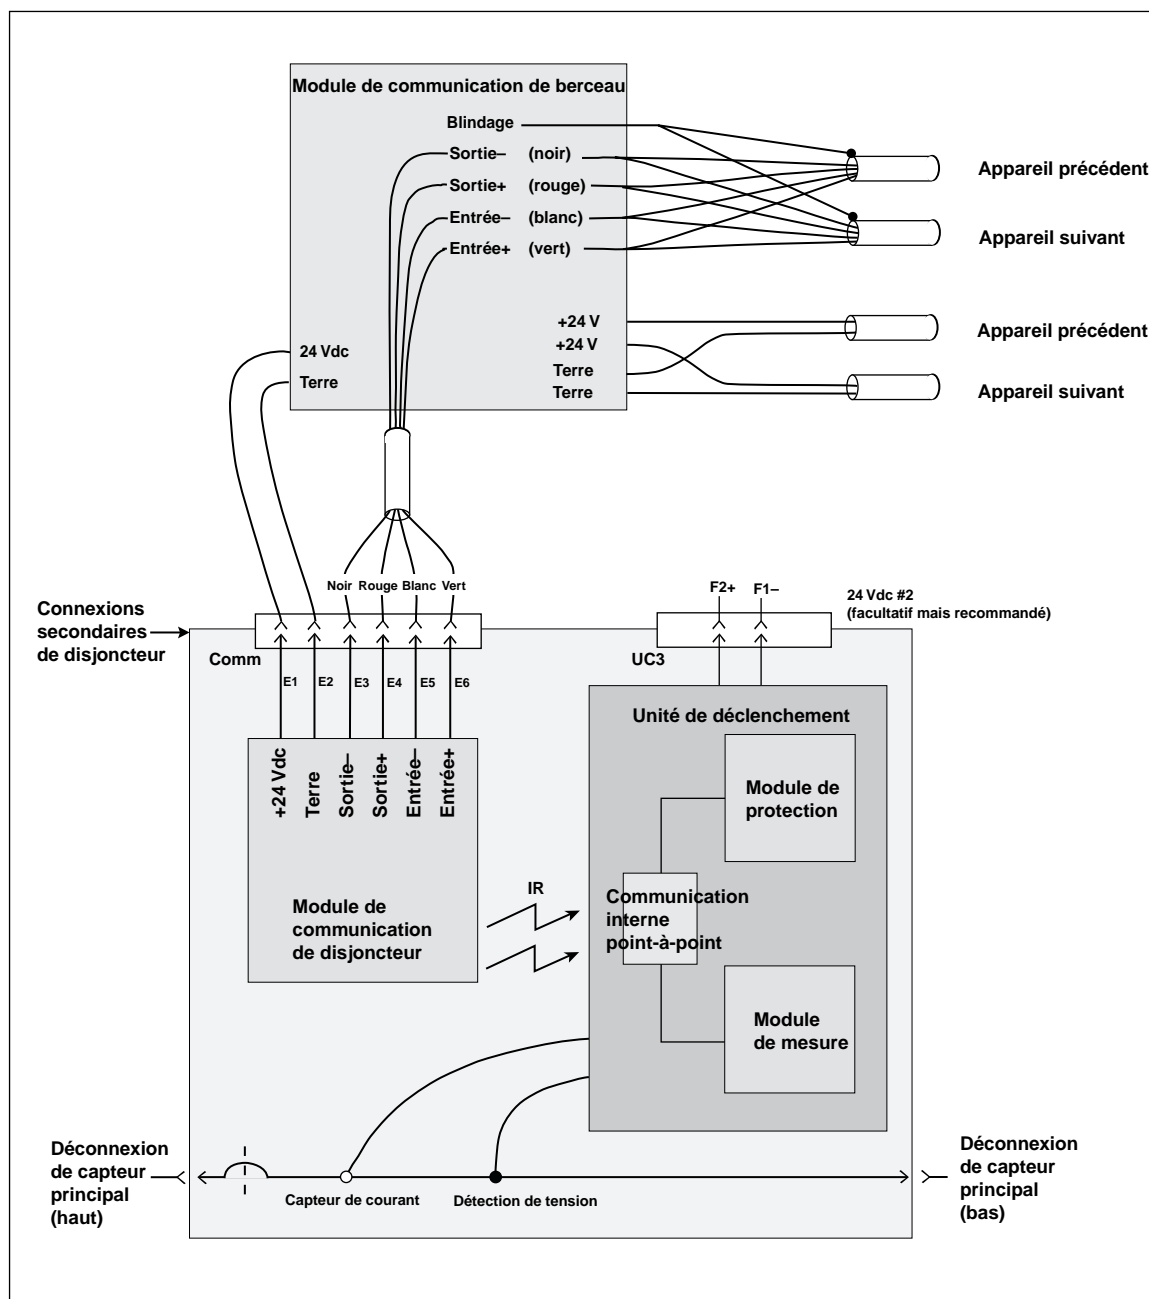 Module de communication de berceau
Blindage
Sortie– (noir)
Sortie+ (rouge)
Entrée– (blanc)
Entrée+ (vert)
Appareil précédent
Appareil suivant
+24 V
+24 V
Terre
Terre
Appareil précédent
Appareil suivant
24 Vdc
Terre
Noir Rouge Blanc Vert
Connexions
secondaires
de disjoncteur
Comm
F2+ F1–
24 Vdc #2
(facultatif mais recommandé)
UC3
E1 E2 E3 E4 E5 E6
+24 Vdc
Terre
Sortie–
Sortie+
Entrée–
Entrée+
Module de
communication
de disjoncteur
IR
Unité de déclenchement
Module de
protection
Communication
interne
point-à-point
Module
de mesure
Déconnexion
de capteur
principal
(haut)
Capteur de courant
Détection de tension
Déconnexion
de capteur
principal
(bas)